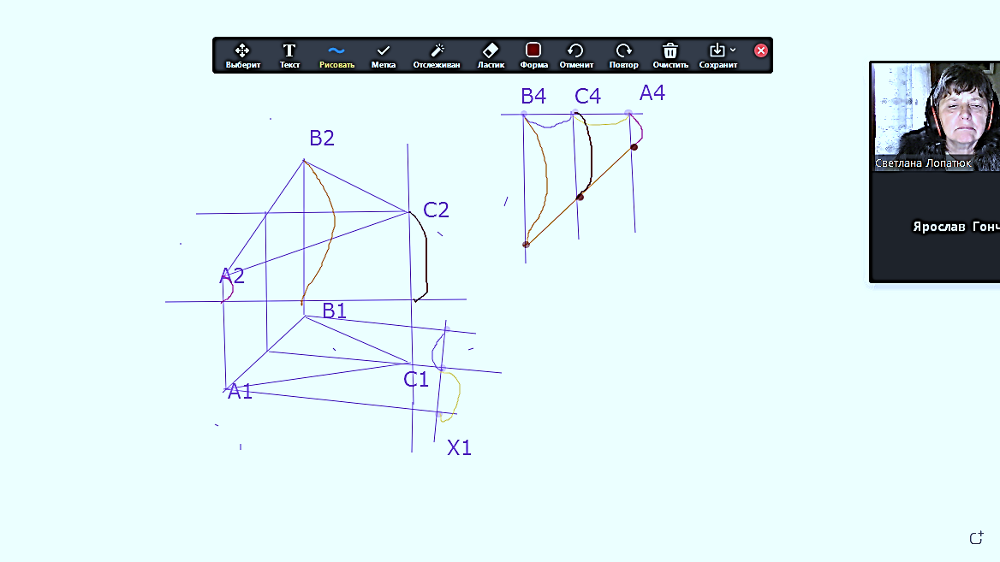 Выберит Текст Рисовать Метка Отслеживан Ластик Форма Отменит Повтор Очистить Сохранит
B4 C4 A4
B2
Светлана Лопатюк
C2
Ярослав Гонч
A2
B1
C1
A1
X1